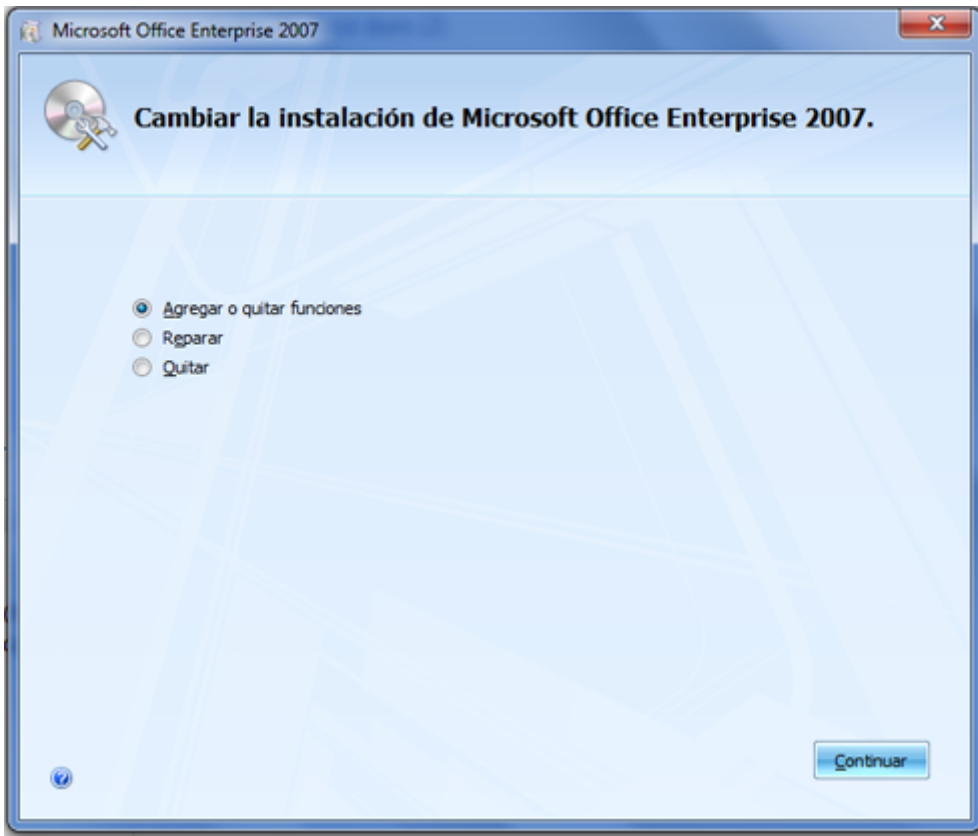 Microsoft Office Enterprise 2007
Cambiar la instalación de Microsoft Office Enterprise 2007.
Agregar o quitar funciones
Reparar
Quitar
Continuar